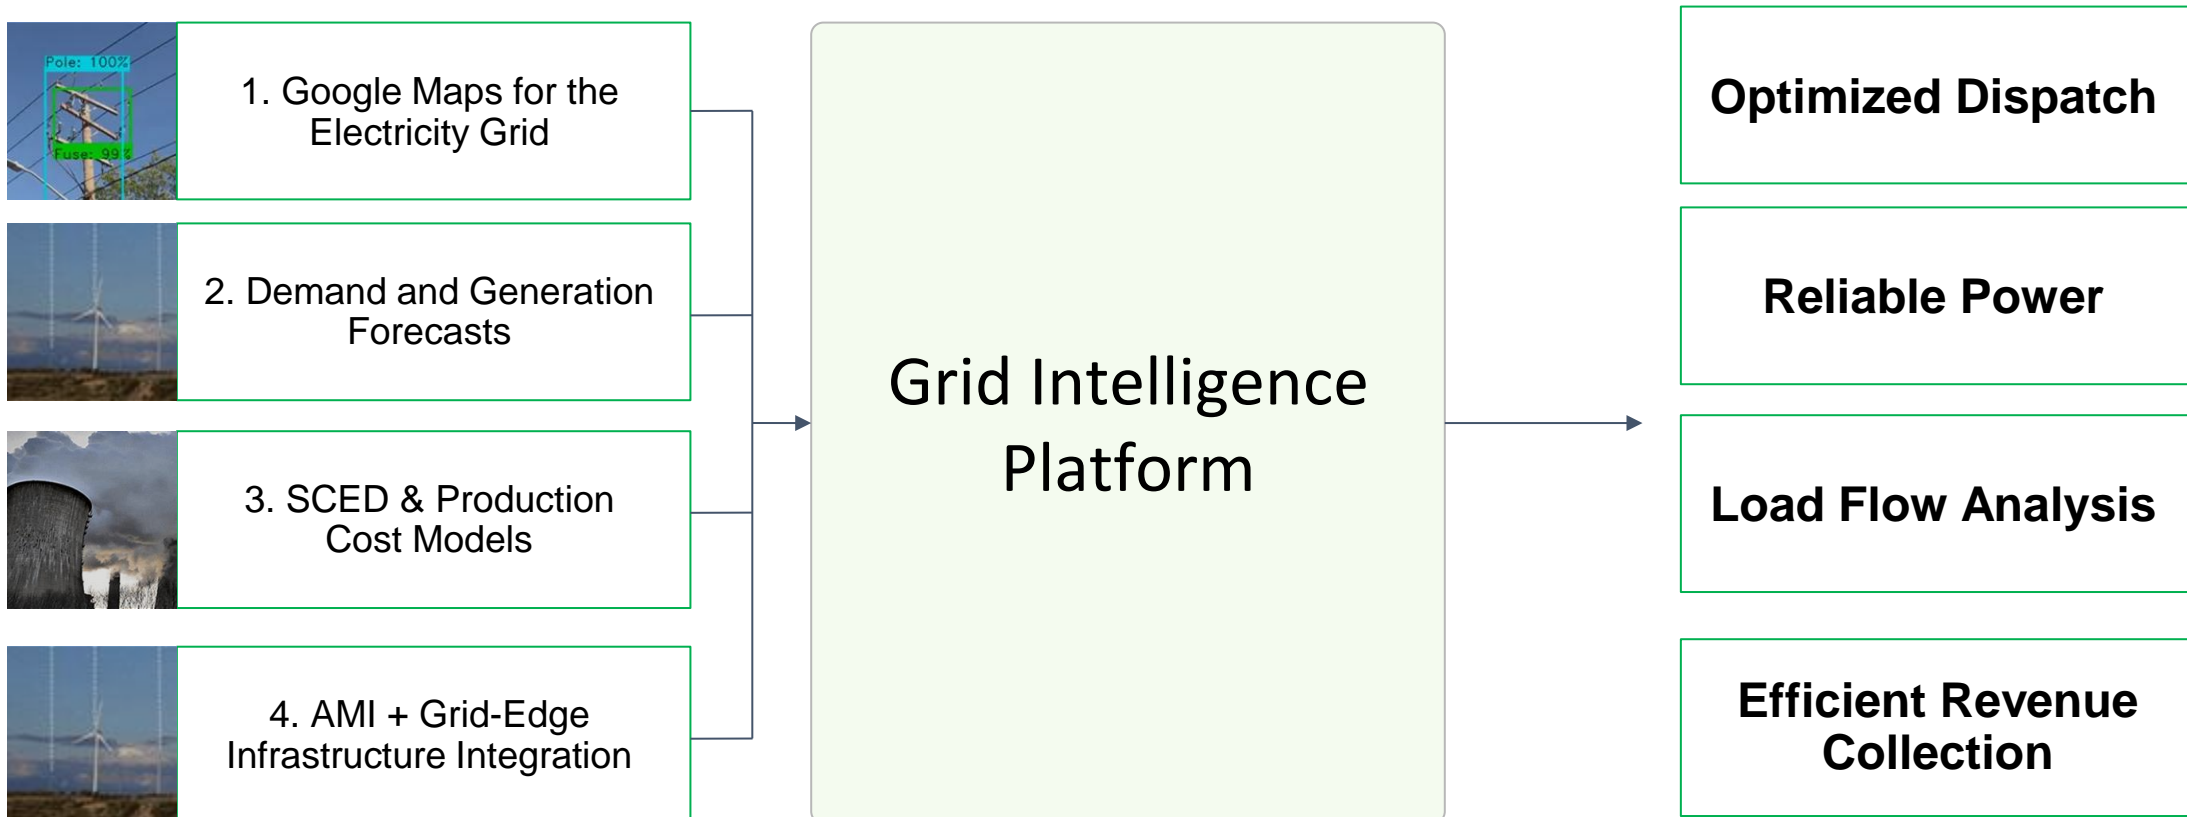 Pole: 100%
Fuse: 99%
1. Google Maps for the
Electricity Grid
2. Demand and Generation
Forecasts
3. SCED & Production
Cost Models
4. AMI + Grid-Edge
Infrastructure Integration
Grid Intelligence
Platform
Optimized Dispatch
Reliable Power
Load Flow Analysis
Efficient Revenue
Collection